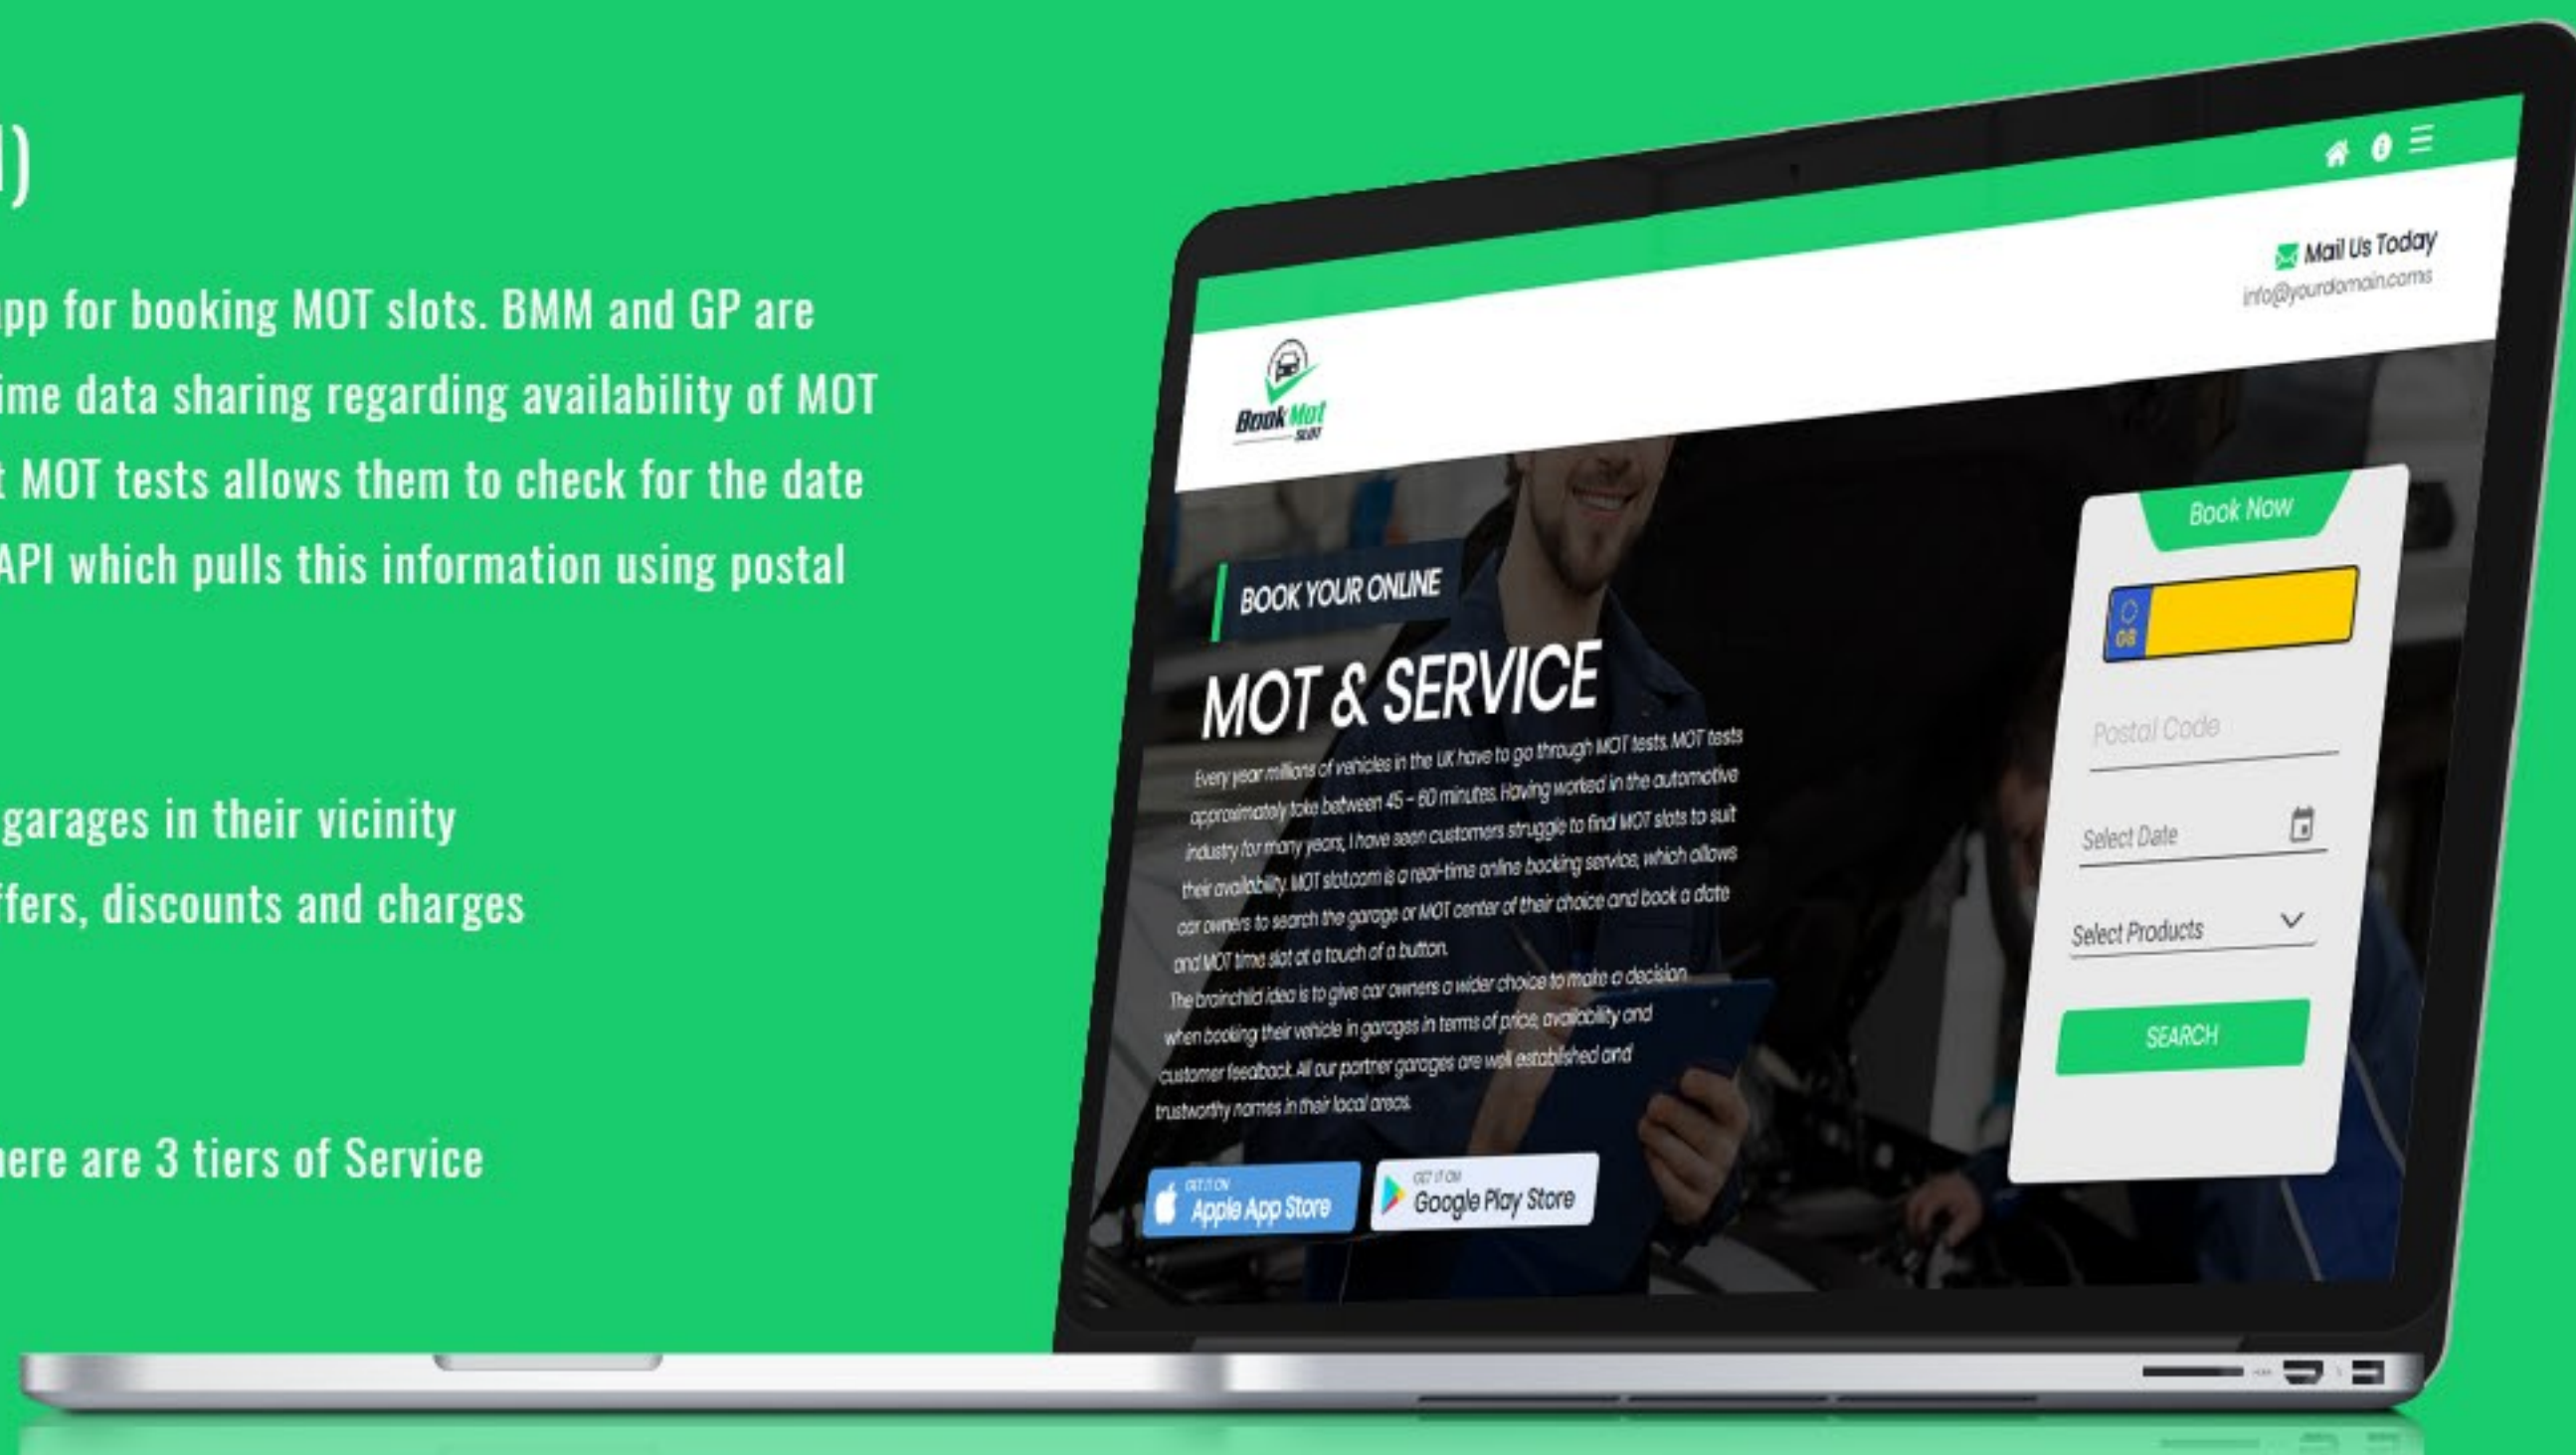 )
app for booking MOT slots. BMM and GP are
ime data sharing regarding availability of MOT
t MOT tests allows them to check for the date
API which pulls this information using postal
garages in their vicinity
ffers, discounts and charges
here are 3 tiers of Service
Mail Us Today
info@yourdomain.coms
Book Mot
SLOT
BOOK YOUR ONLINE
MOT & SERVICE
Every year millions of vehicles in the UK have to go through MOT tests. MOT tests
approximately take between 45 - 60 minutes. Having worked in the automotive
industry for many years, I have seen customers struggle to find MOT slots to suit
their availability. MOT slot.com is a real-time online booking service, which allows
car owners to search the garage or MOT center of their choice and book a date
and MOT time slot at a touch of a button.
The brainchild idea is to give car owners a wider choice to make a decision
when booking their vehicle in garages in terms of price, availability and
customer feedback. All our partner garages are well established and
trustworthy names in their local areas.
GET IT ON
Apple App Store
GET IT ON
Google Play Store
Book Now
GB
Postal Code
Select Date
Select Products
SEARCH